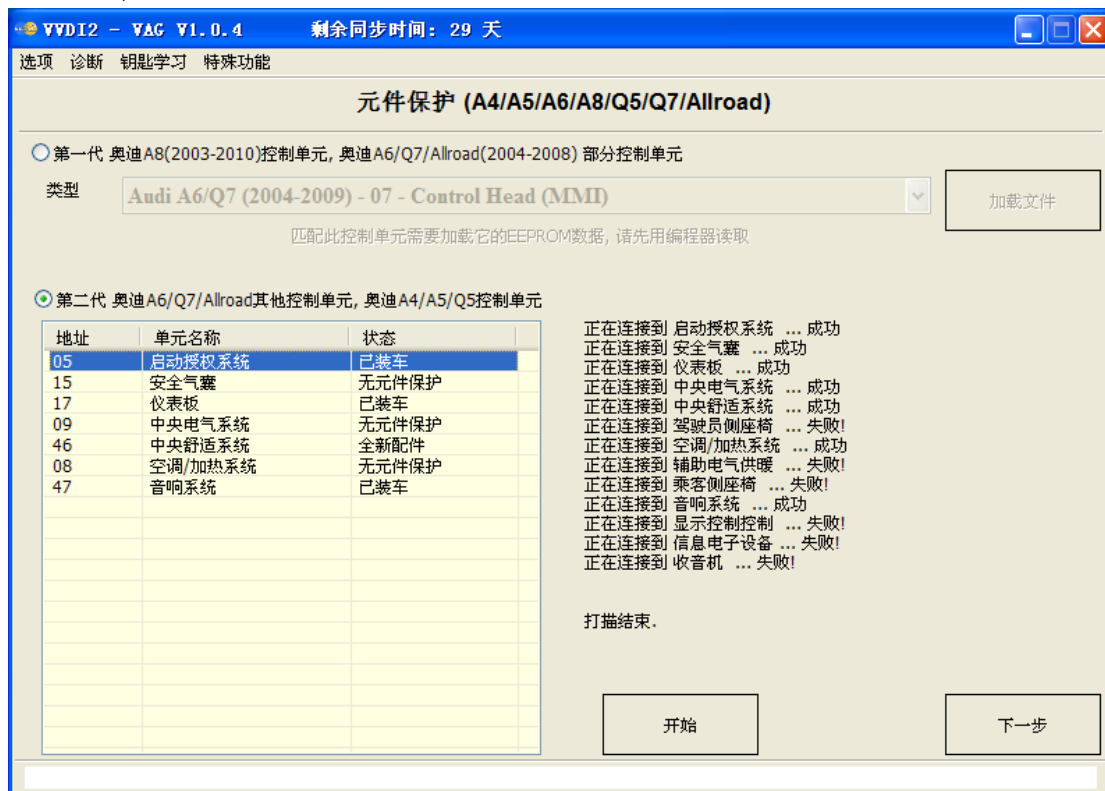 VVDI2 - VAG V1.0.4 剩余同步时间: 29 天
选项 诊断 钥匙学习 特殊功能
元件保护 (A4/A5/A6/A8/Q5/Q7/Allroad)
第一代 奥迪A8(2003-2010)控制单元, 奥迪A6/Q7/Allroad(2004-2008) 部分控制单元
类型
Audi A6/Q7 (2004-2009) - 07 - Control Head (MMI)
加载文件
匹配此控制单元需要加载它的EEPROM数据, 请先用编程器读取
第二代 奥迪A6/Q7/Allroad其他控制单元, 奥迪A4/A5/Q5控制单元
地址 单元名称 状态
05 启动授权系统 已装车
15 安全气囊 无元件保护
17 仪表板 已装车
09 中央电气系统 无元件保护
46 中央舒适系统 全新配件
08 空调/加热系统 无元件保护
47 音响系统 已装车
正在连接到 启动授权系统 ... 成功
正在连接到 安全气囊 ... 成功
正在连接到 仪表板 ... 成功
正在连接到 中央电气系统 ... 成功
正在连接到 中央舒适系统 ... 成功
正在连接到 驾驶员侧座椅 ... 失败!
正在连接到 空调/加热系统 ... 成功
正在连接到 辅助电气供暖 ... 失败!
正在连接到 乘客侧座椅 ... 失败!
正在连接到 音响系统 ... 成功
正在连接到 显示控制控制 ... 失败!
正在连接到 信息电子设备 ... 失败!
正在连接到 收音机 ... 失败!
打描结束.
开始
下一步